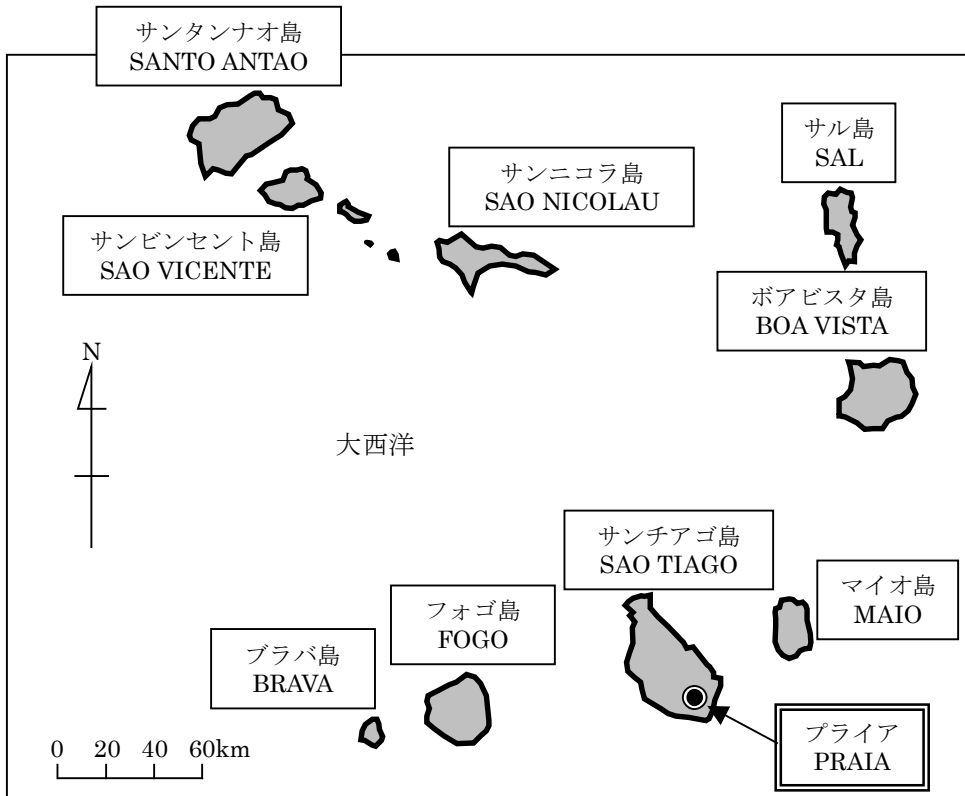 サンタンナオ島
SANTO ANTAO
サル島
SAL
サンニコラ島
SAO NICOLAU
サンビンセント島
SAO VICENTE
ボアビスタ島
BOA VISTA
N
大西洋
サンチアゴ島
SAO TIAGO
マイオ島
MAIO
フォゴ島
FOGO
ブラバ島
BRAVA
プライア
PRAIA
0 20 40 60km